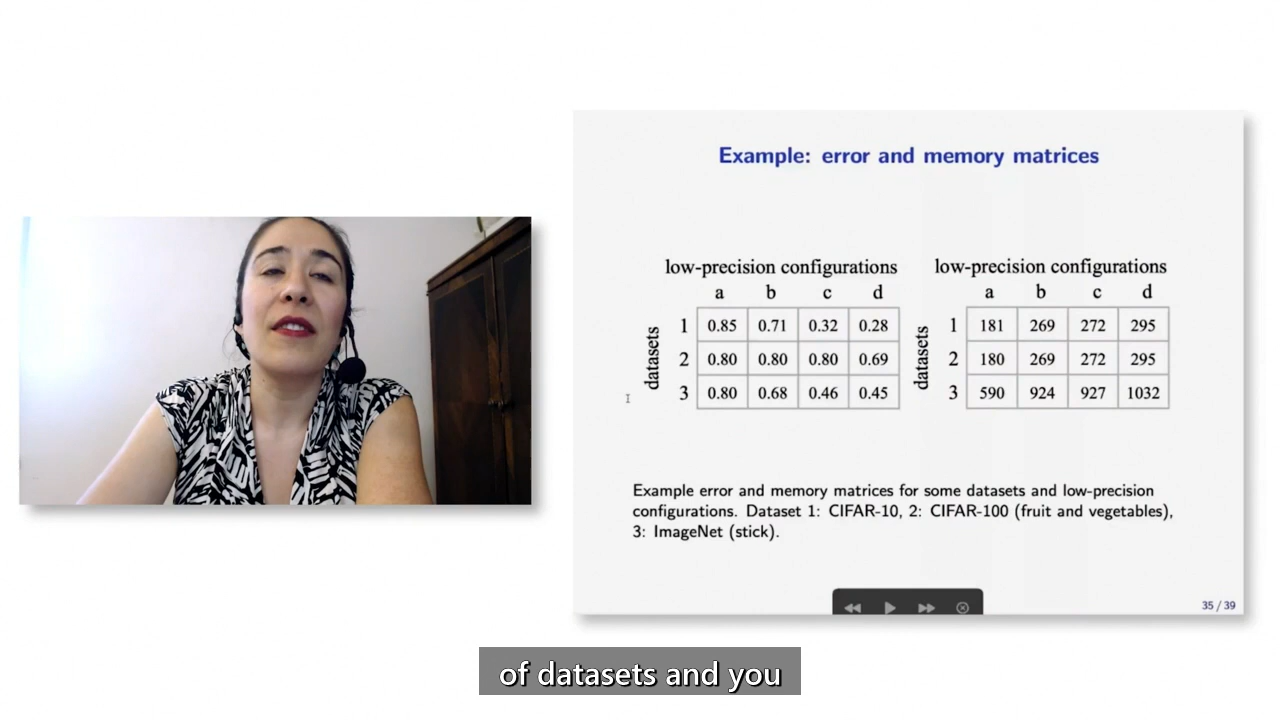 Example: error and memory matrices
low-precision configurations
a b c d
datasets
1 0.85 0.71 0.32 0.28
2 0.80 0.80 0.80 0.69
3 0.80 0.68 0.46 0.45
low-precision configurations
a b c d
datasets
1 181 269 272 295
2 180 269 272 295
3 590 924 927 1032
Example error and memory matrices for some datasets and low-precision
configurations. Dataset 1: CIFAR-10, 2: CIFAR-100 (fruit and vegetables),
3: ImageNet (stick).
35 / 39
of datasets and you